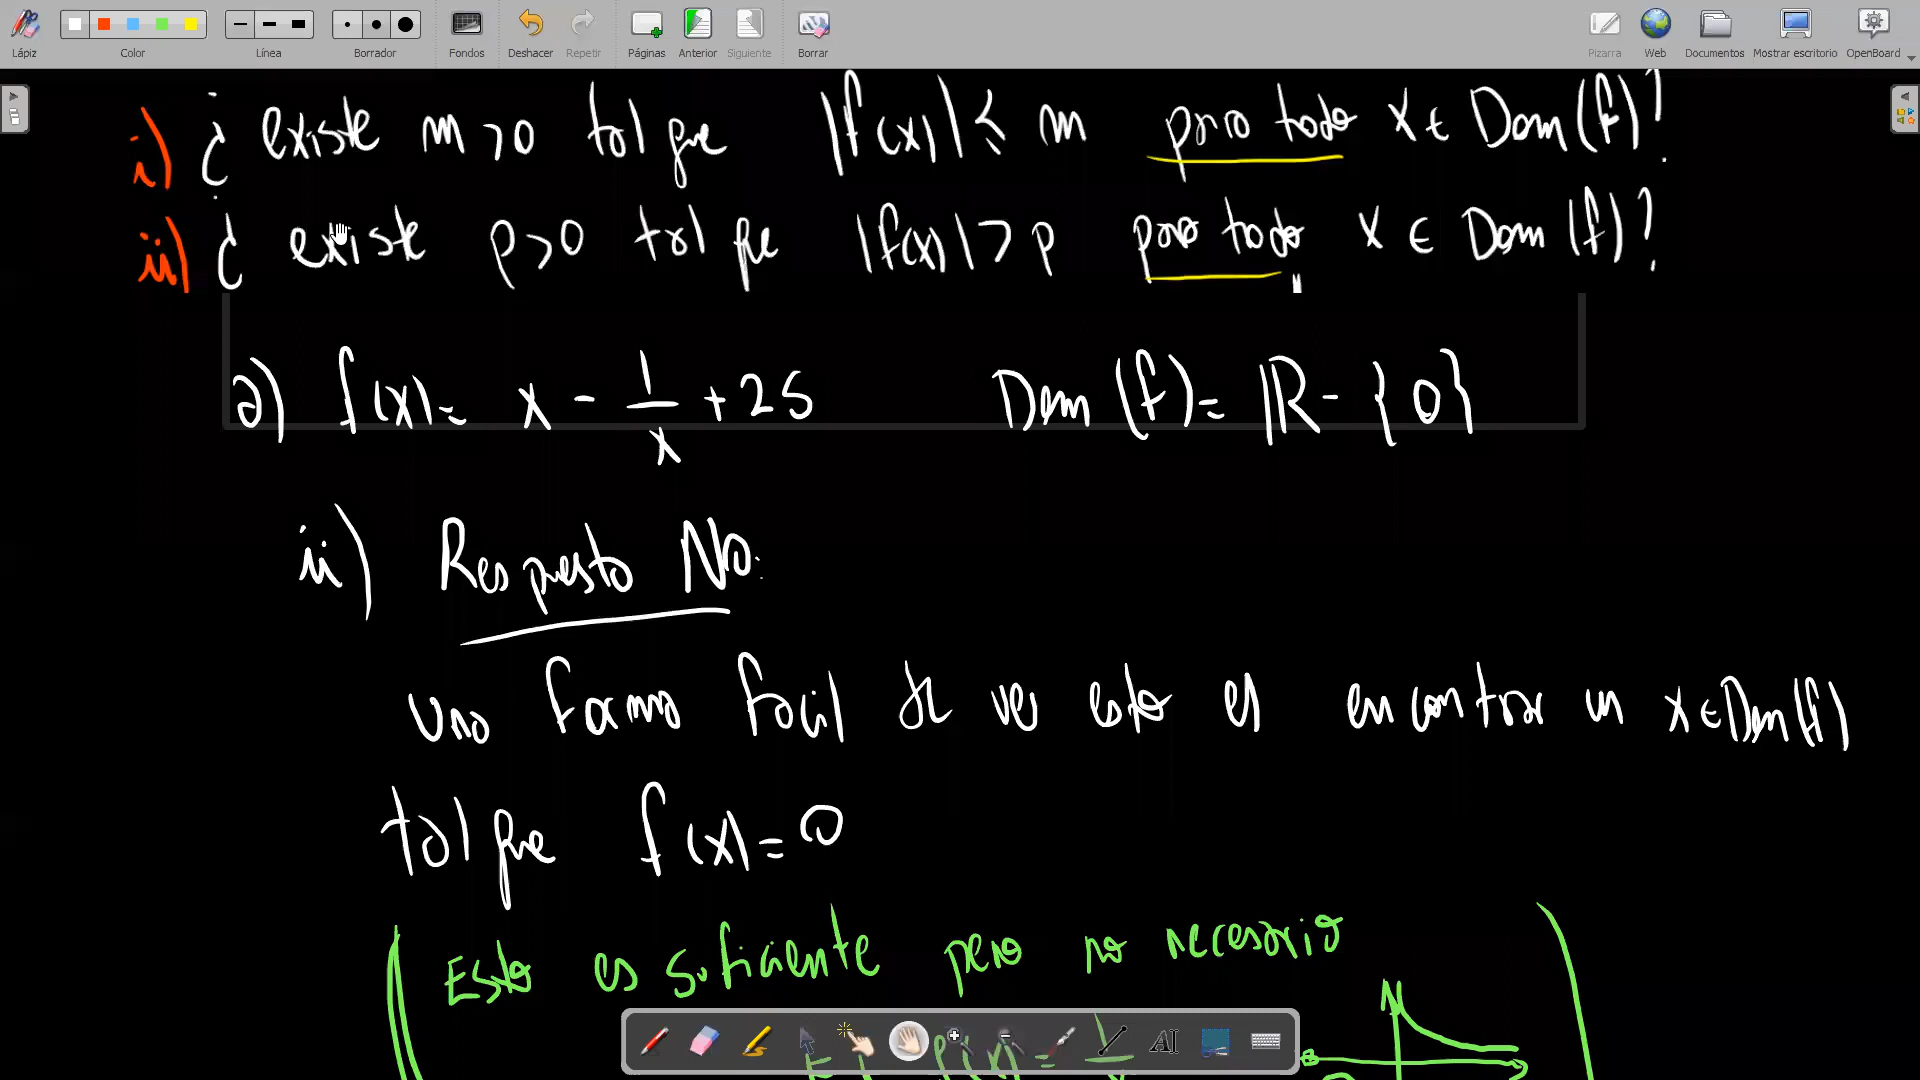 Lápiz Color Línea Borrador Fondos Deshacer Repetir Páginas Anterior Siguiente Borrar Pizarra Web Documentos Mostrar escritorio OpenBoard
i) ¿ existe m > 0 tal que |f(x)| ≤ m para todo x ∈ Dom(f)?
ii) ¿ existe p > 0 tal que |f(x)| > p para todo x ∈ Dom(f)?
a) f(x) = x - 1/x + 25 Dom(f) = ℝ - {0}
ii) Respuesta No.
una forma facil de ver esto es encontrar un x ∈ Dom(f)
tal que f(x) = 0
Esto es suficiente pero no necesario
f(x) =